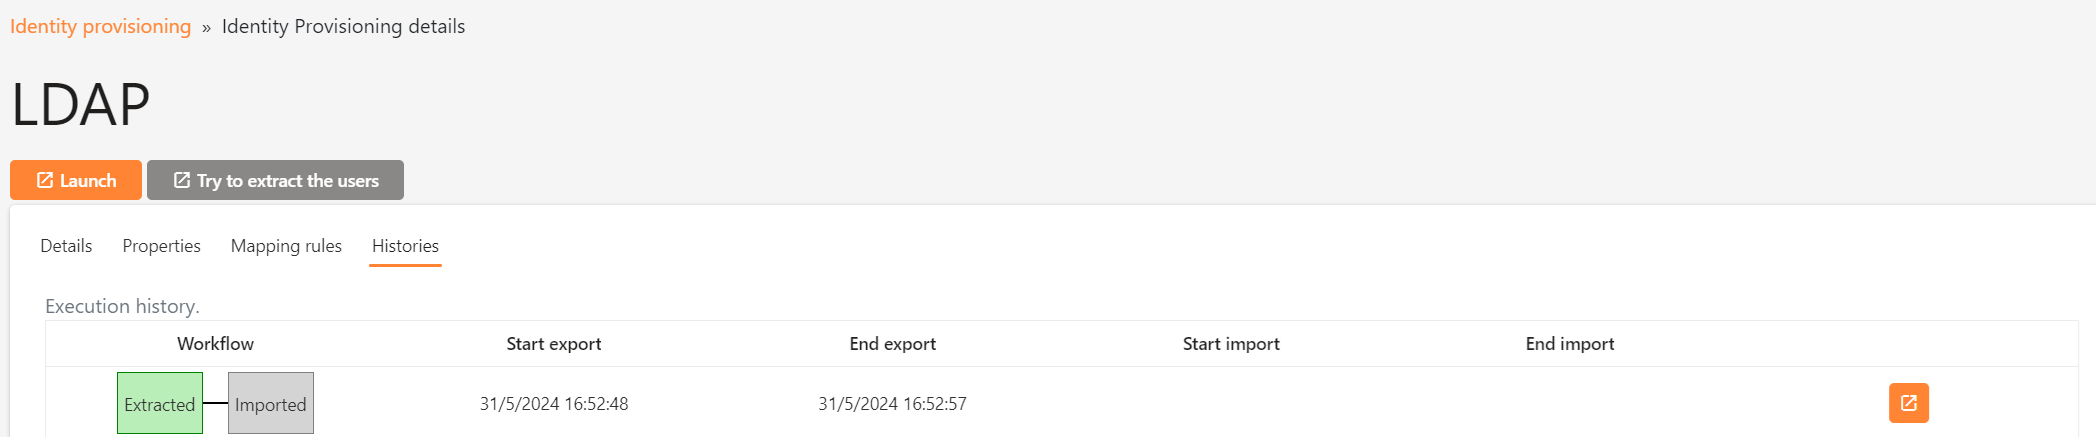 Identity provisioning » Identity Provisioning details
LDAP
Launch Try to extract the users
Details Properties Mapping rules Histories
Execution history.
Workflow Start export End export Start import End import
Extracted Imported 31/5/2024 16:52:48 31/5/2024 16:52:57